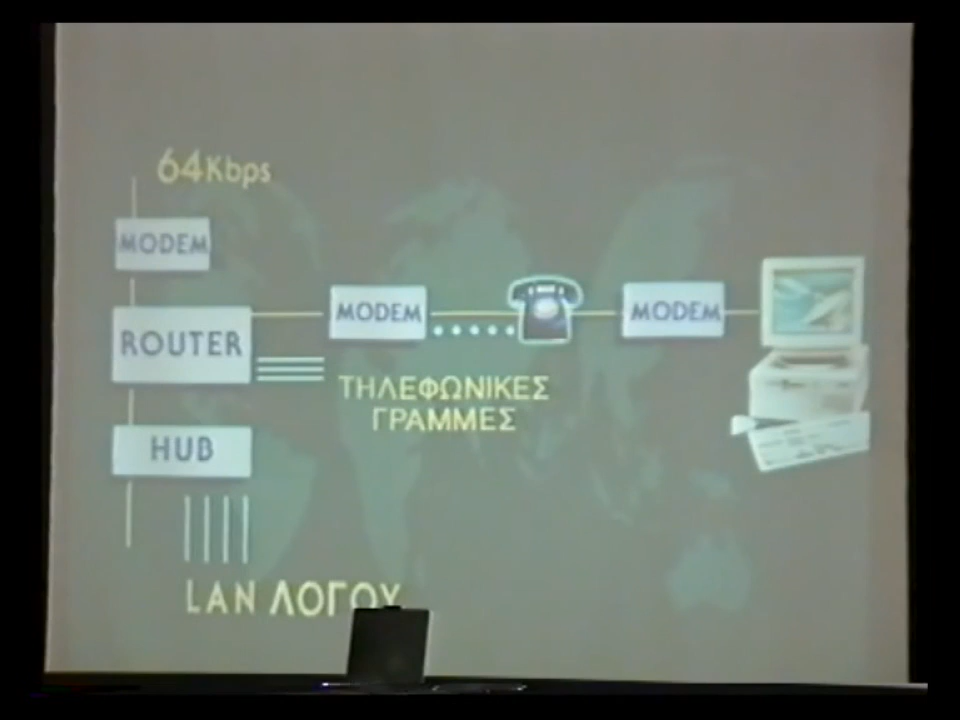 64Kbps
MODEM
ROUTER
MODEM
MODEM
ΤΗΛΕΦΩΝΙΚΕΣ
ΓΡΑΜΜΕΣ
HUB
LAN ΛΟΓΟΥ